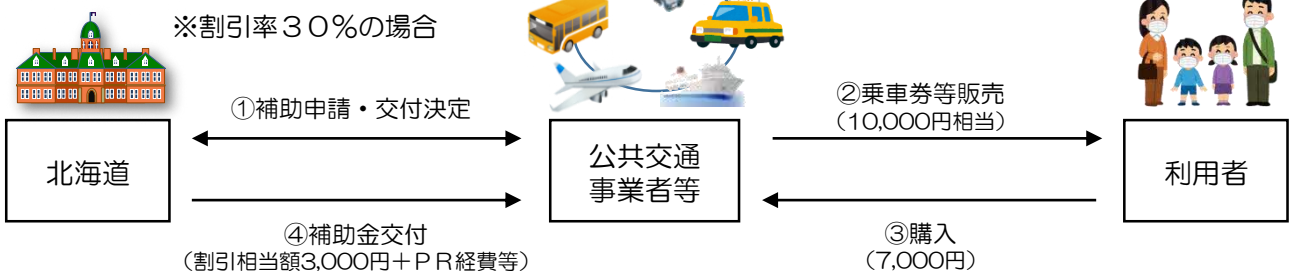 ※割引率３０％の場合
①補助申請・交付決定
②乗車券等販売
（10,000円相当）
北海道
公共交通
事業者等
利用者
④補助金交付
（割引相当額3,000円＋ＰＲ経費等）
③購入
（7,000円）